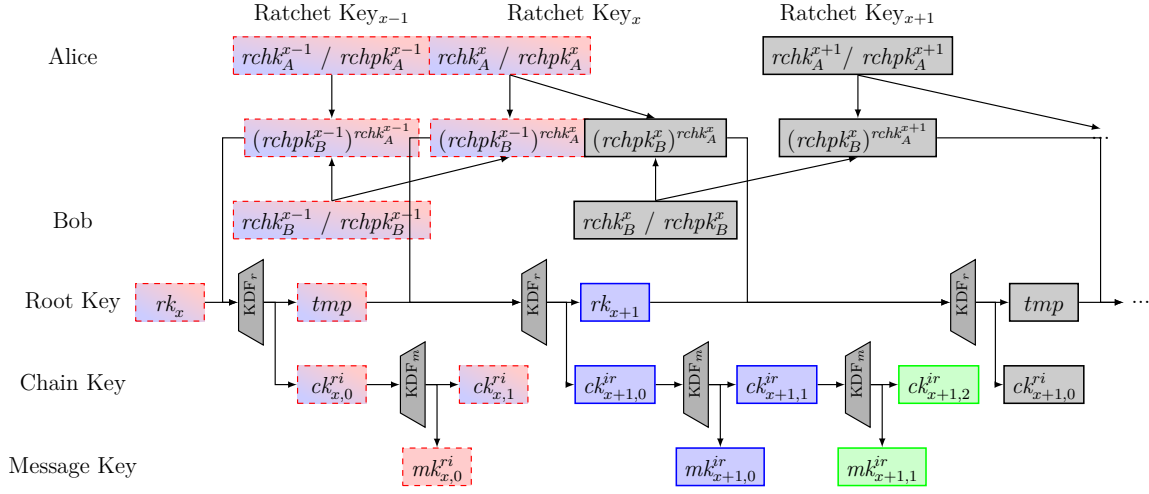 Ratchet Key_{x−1} Ratchet Key_x Ratchet Key_{x+1}
Alice rchk_A^{x−1} / rchpk_A^{x−1} rchk_A^x / rchpk_A^x rchk_A^{x+1} / rchpk_A^{x+1}
(rchpk_B^{x−1})^{rchk_A^{x−1}} (rchpk_B^{x−1})^{rchk_A^x} (rchpk_B^x)^{rchk_A^x} (rchpk_B^x)^{rchk_A^{x+1}} ...
Bob rchk_B^{x−1} / rchpk_B^{x−1} rchk_B^x / rchpk_B^x
Root Key rk_x KDF_r tmp KDF_r rk_{x+1} KDF_r tmp ...
Chain Key ck_{x,0}^{ri} KDF_m ck_{x,1}^{ri} ck_{x+1,0}^{ir} KDF_m ck_{x+1,1}^{ir} KDF_m ck_{x+1,2}^{ir} ck_{x+1,0}^{ri}
Message Key mk_{x,0}^{ri} mk_{x+1,0}^{ir} mk_{x+1,1}^{ir}